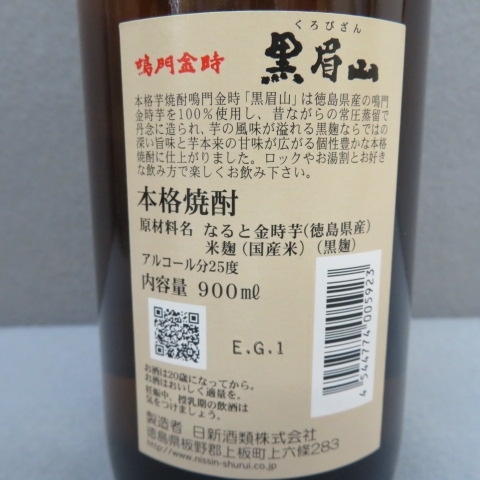 くろびざん
鳴門金時 黒眉山
本格芋焼酎鳴門金時「黒眉山」は徳島県産の鳴門
金時芋を100%使用し、昔ながらの常圧蒸留で
丹念に造られ、芋の風味が溢れる黒麹ならではの
深い旨味と芋本来の甘味が広がる個性豊かな本格
焼酎に仕上がりました。ロックやお湯割とお好き
な飲み方で楽しくお飲み下さい。
本格焼酎
原材料名 なると金時芋(徳島県産)
米麹(国産米)(黒麹)
アルコール分25度
内容量 900mℓ
E.G.1
4 544774 005923
お酒は20歳になってから。
お酒はおいしく適量を。
妊娠中、授乳期の飲酒は
気をつけましょう。
製造者 日新酒類株式会社
徳島県板野郡上板町上六條283
http://www.nissin-shurui.co.jp